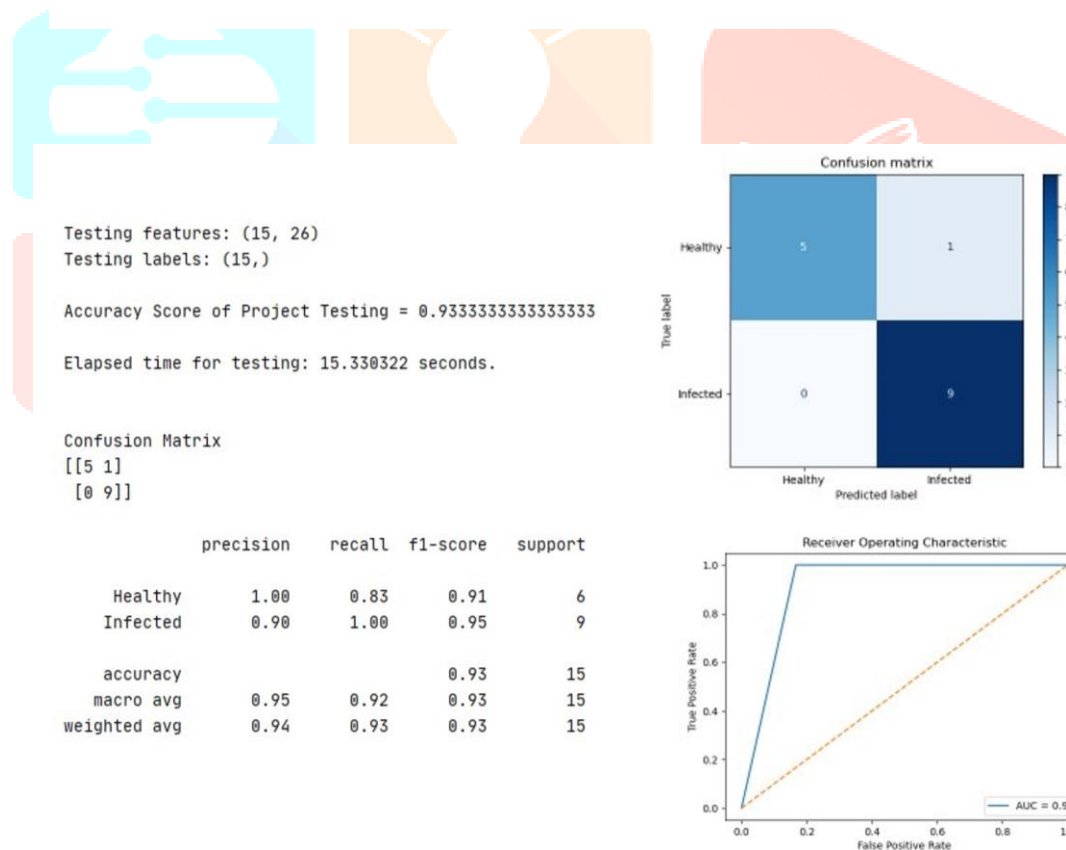 Testing features: (15, 26)
Testing labels: (15,)
Accuracy Score of Project Testing = 0.9333333333333333
Elapsed time for testing: 15.330322 seconds.
Confusion Matrix
[[5 1]
[0 9]]
precision recall f1-score support
Healthy 1.00 0.83 0.91 6
Infected 0.90 1.00 0.95 9
accuracy 0.93 15
macro avg 0.95 0.92 0.93 15
weighted avg 0.94 0.93 0.93 15
Confusion matrix
Healthy 5 1
True label
Infected 0 9
Healthy Infected
Predicted label
Receiver Operating Characteristic
1.0
0.8
0.6
0.4
0.2
0.0
True Positive Rate
AUC = 0.9
0.0 0.2 0.4 0.6 0.8
False Positive Rate